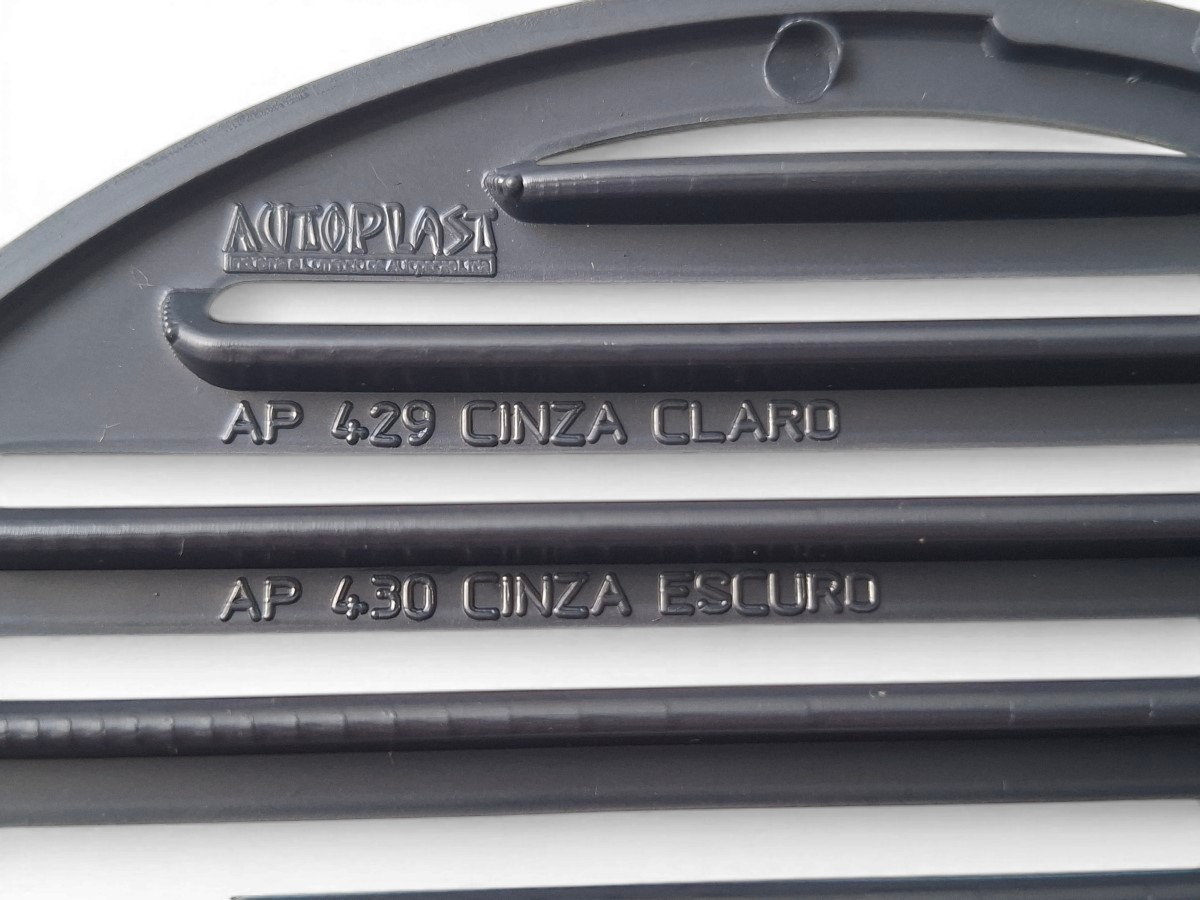 AUTOPLAST
AP 429 CINZA CLARO
AP 430 CINZA ESCURO